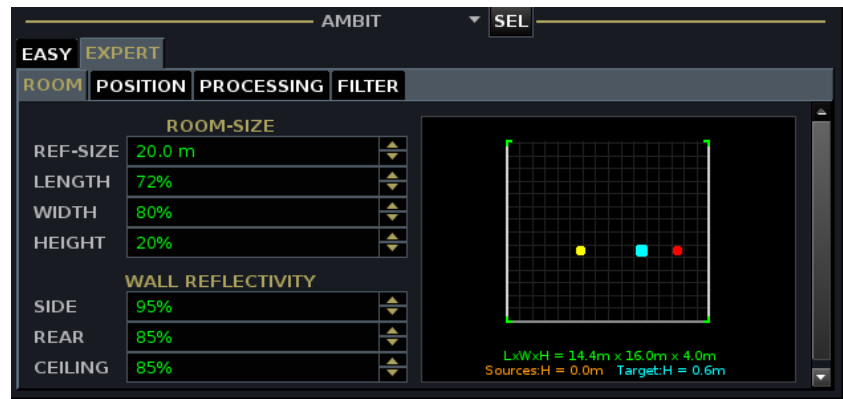 AMBIT SEL
EASY EXPERT
ROOM POSITION PROCESSING FILTER
ROOM-SIZE
REF-SIZE 20.0 m
LENGTH 72%
WIDTH 80%
HEIGHT 20%
WALL REFLECTIVITY
SIDE 95%
REAR 85%
CEILING 85%
LxWxH = 14.4m x 16.0m x 4.0m
Sources:H = 0.0m Target:H = 0.6m